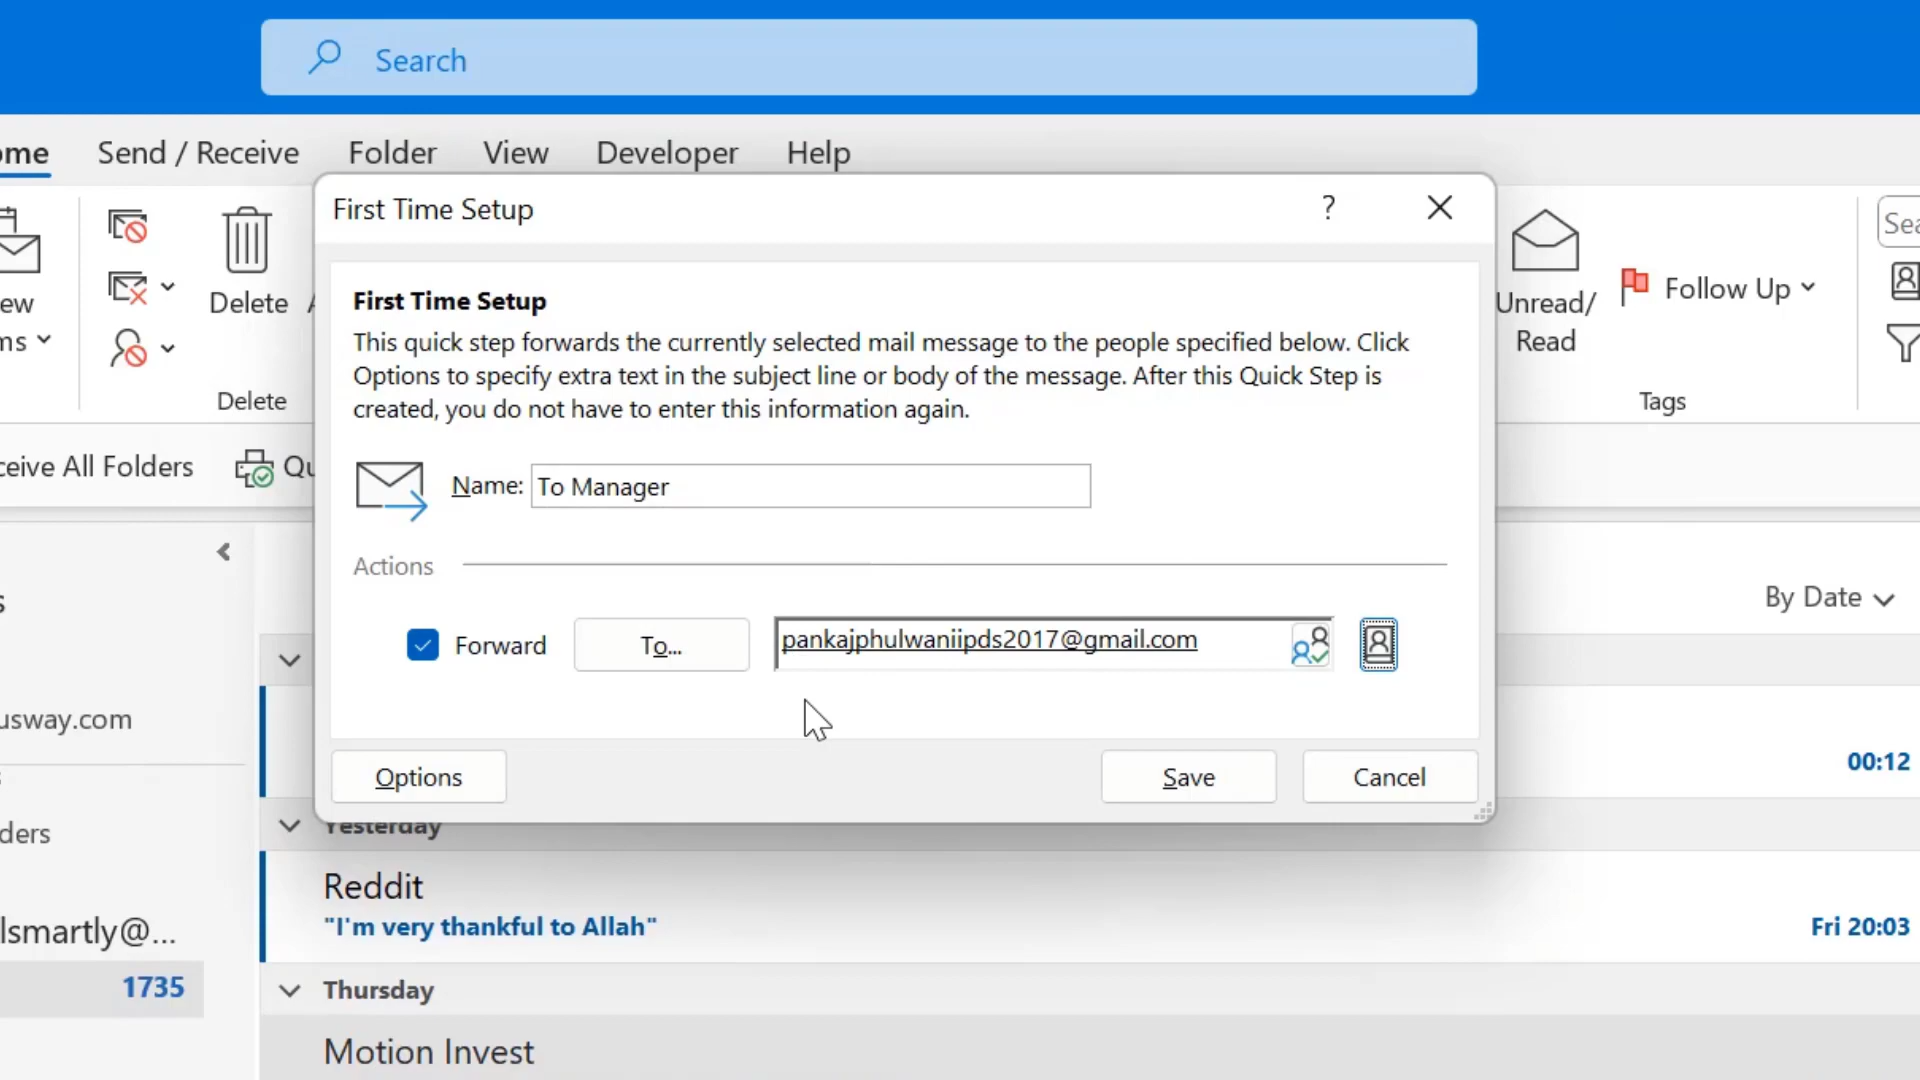 Search
ome
Send / Receive
Folder
View
Developer
Help
First Time Setup
?
ew
ms
Delete
Delete
Unread/
Read
Follow Up
Tags
Sea
First Time Setup
This quick step forwards the currently selected mail message to the people specified below. Click
Options to specify extra text in the subject line or body of the message. After this Quick Step is
created, you do not have to enter this information again.
ceive All Folders
Qu
Name: To Manager
Actions
Forward
To...
pankajphulwaniipds2017@gmail.com
Options
Save
Cancel
s
By Date
usway.com
00:12
ders
Yesterday
Reddit
"I'm very thankful to Allah"
Fri 20:03
lsmartly@...
1735
Thursday
Motion Invest